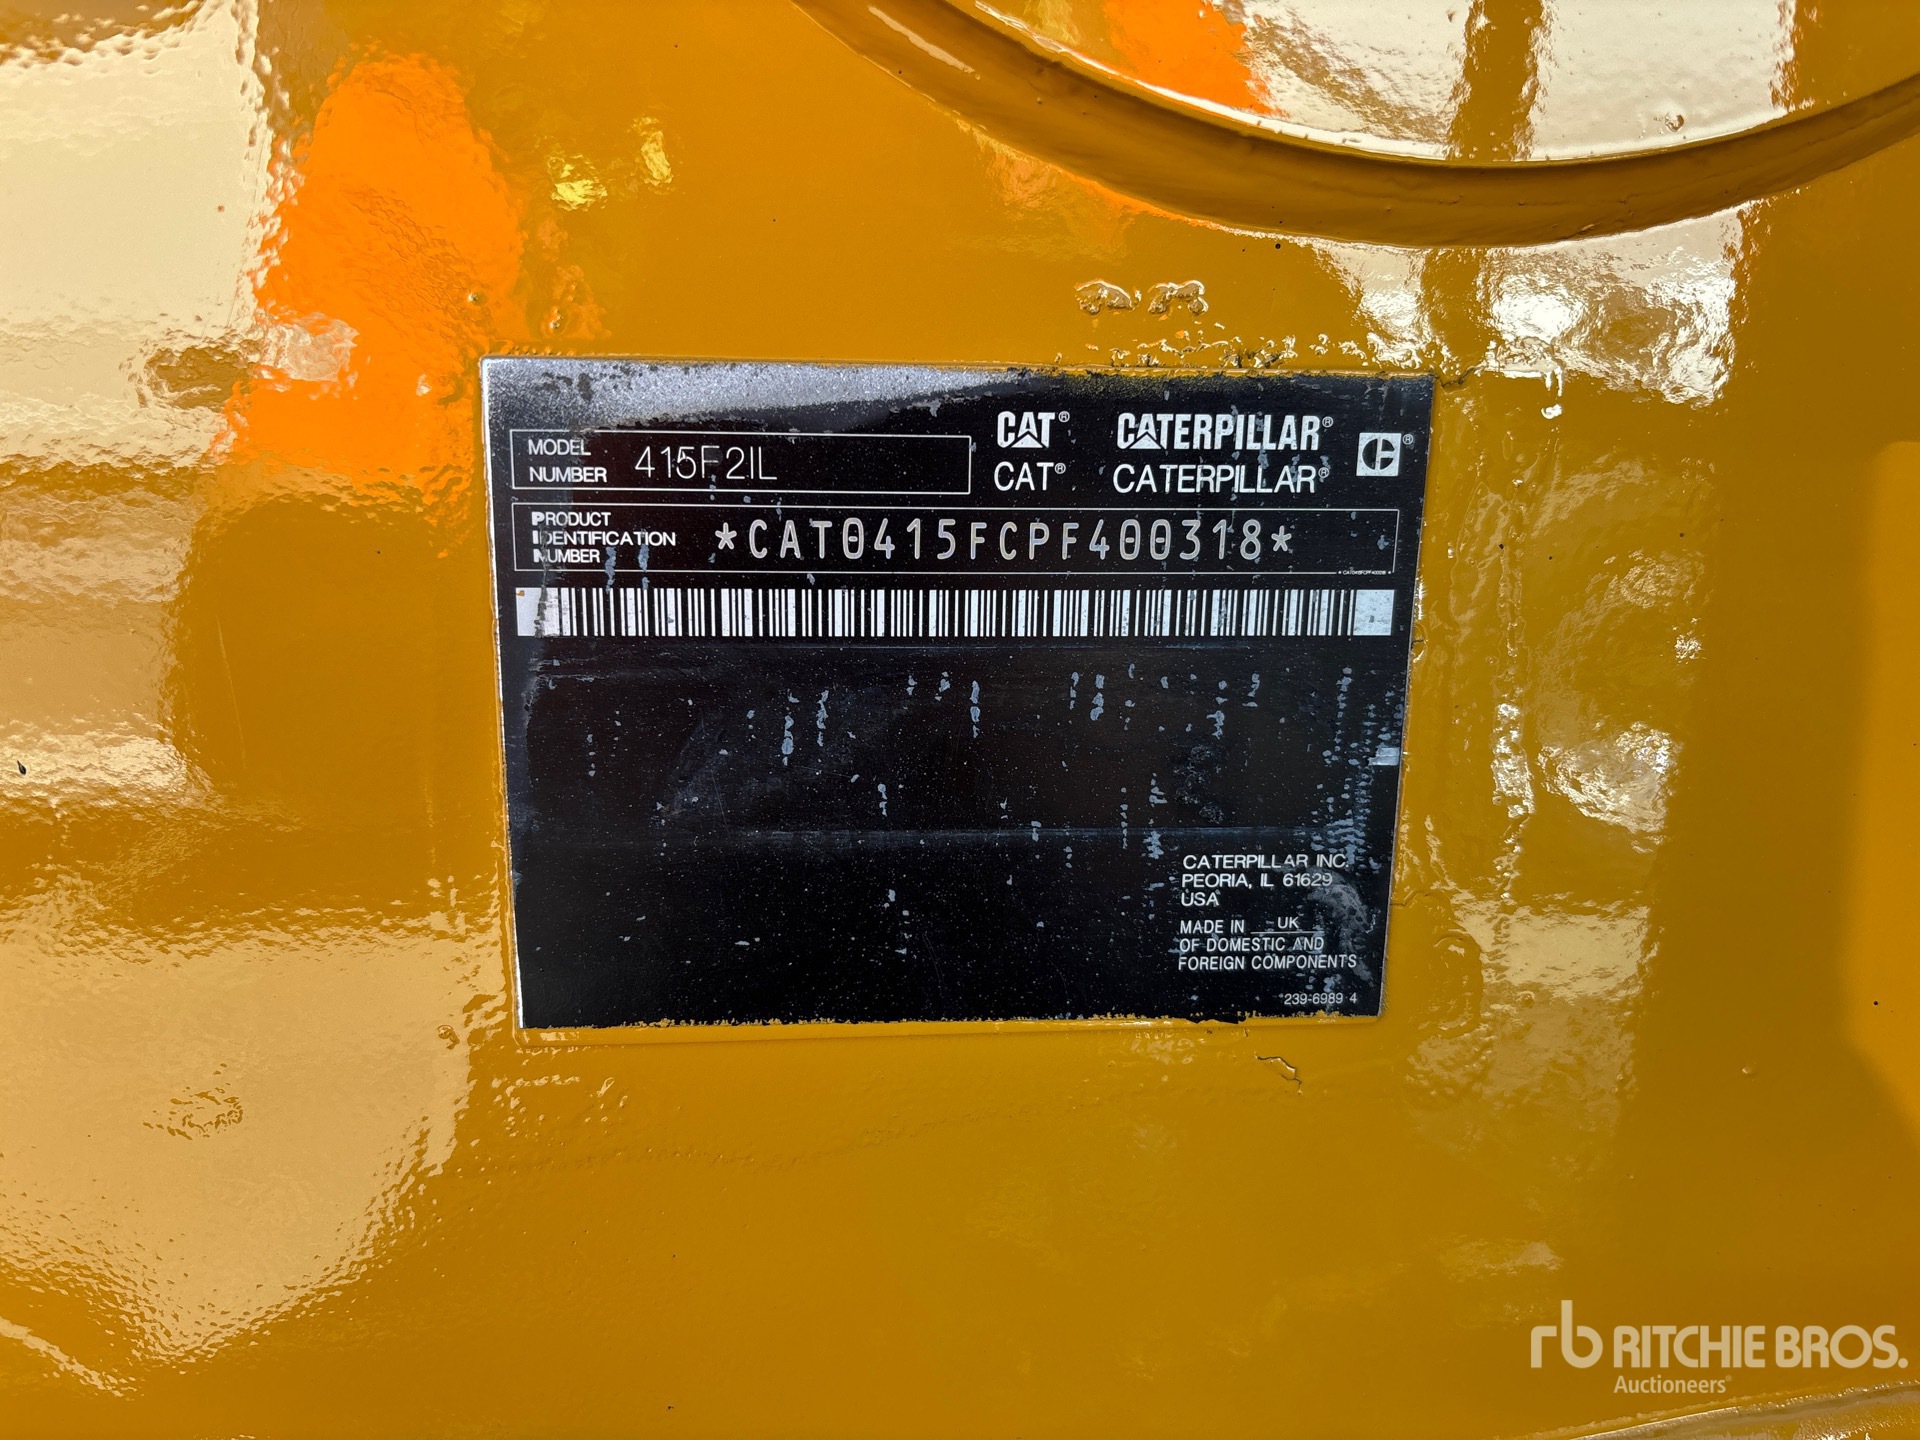 MODEL
NUMBER 415F2IL
CAT® CATERPILLAR®
CAT® CATERPILLAR®
PRODUCT
IDENTIFICATION
NUMBER
*CAT0415FCPF400318*
CATERPILLAR INC.
PEORIA, IL 61629
USA
MADE IN UK
OF DOMESTIC AND
FOREIGN COMPONENTS
239-6989 4
rb RITCHIE BROS.
Auctioneers